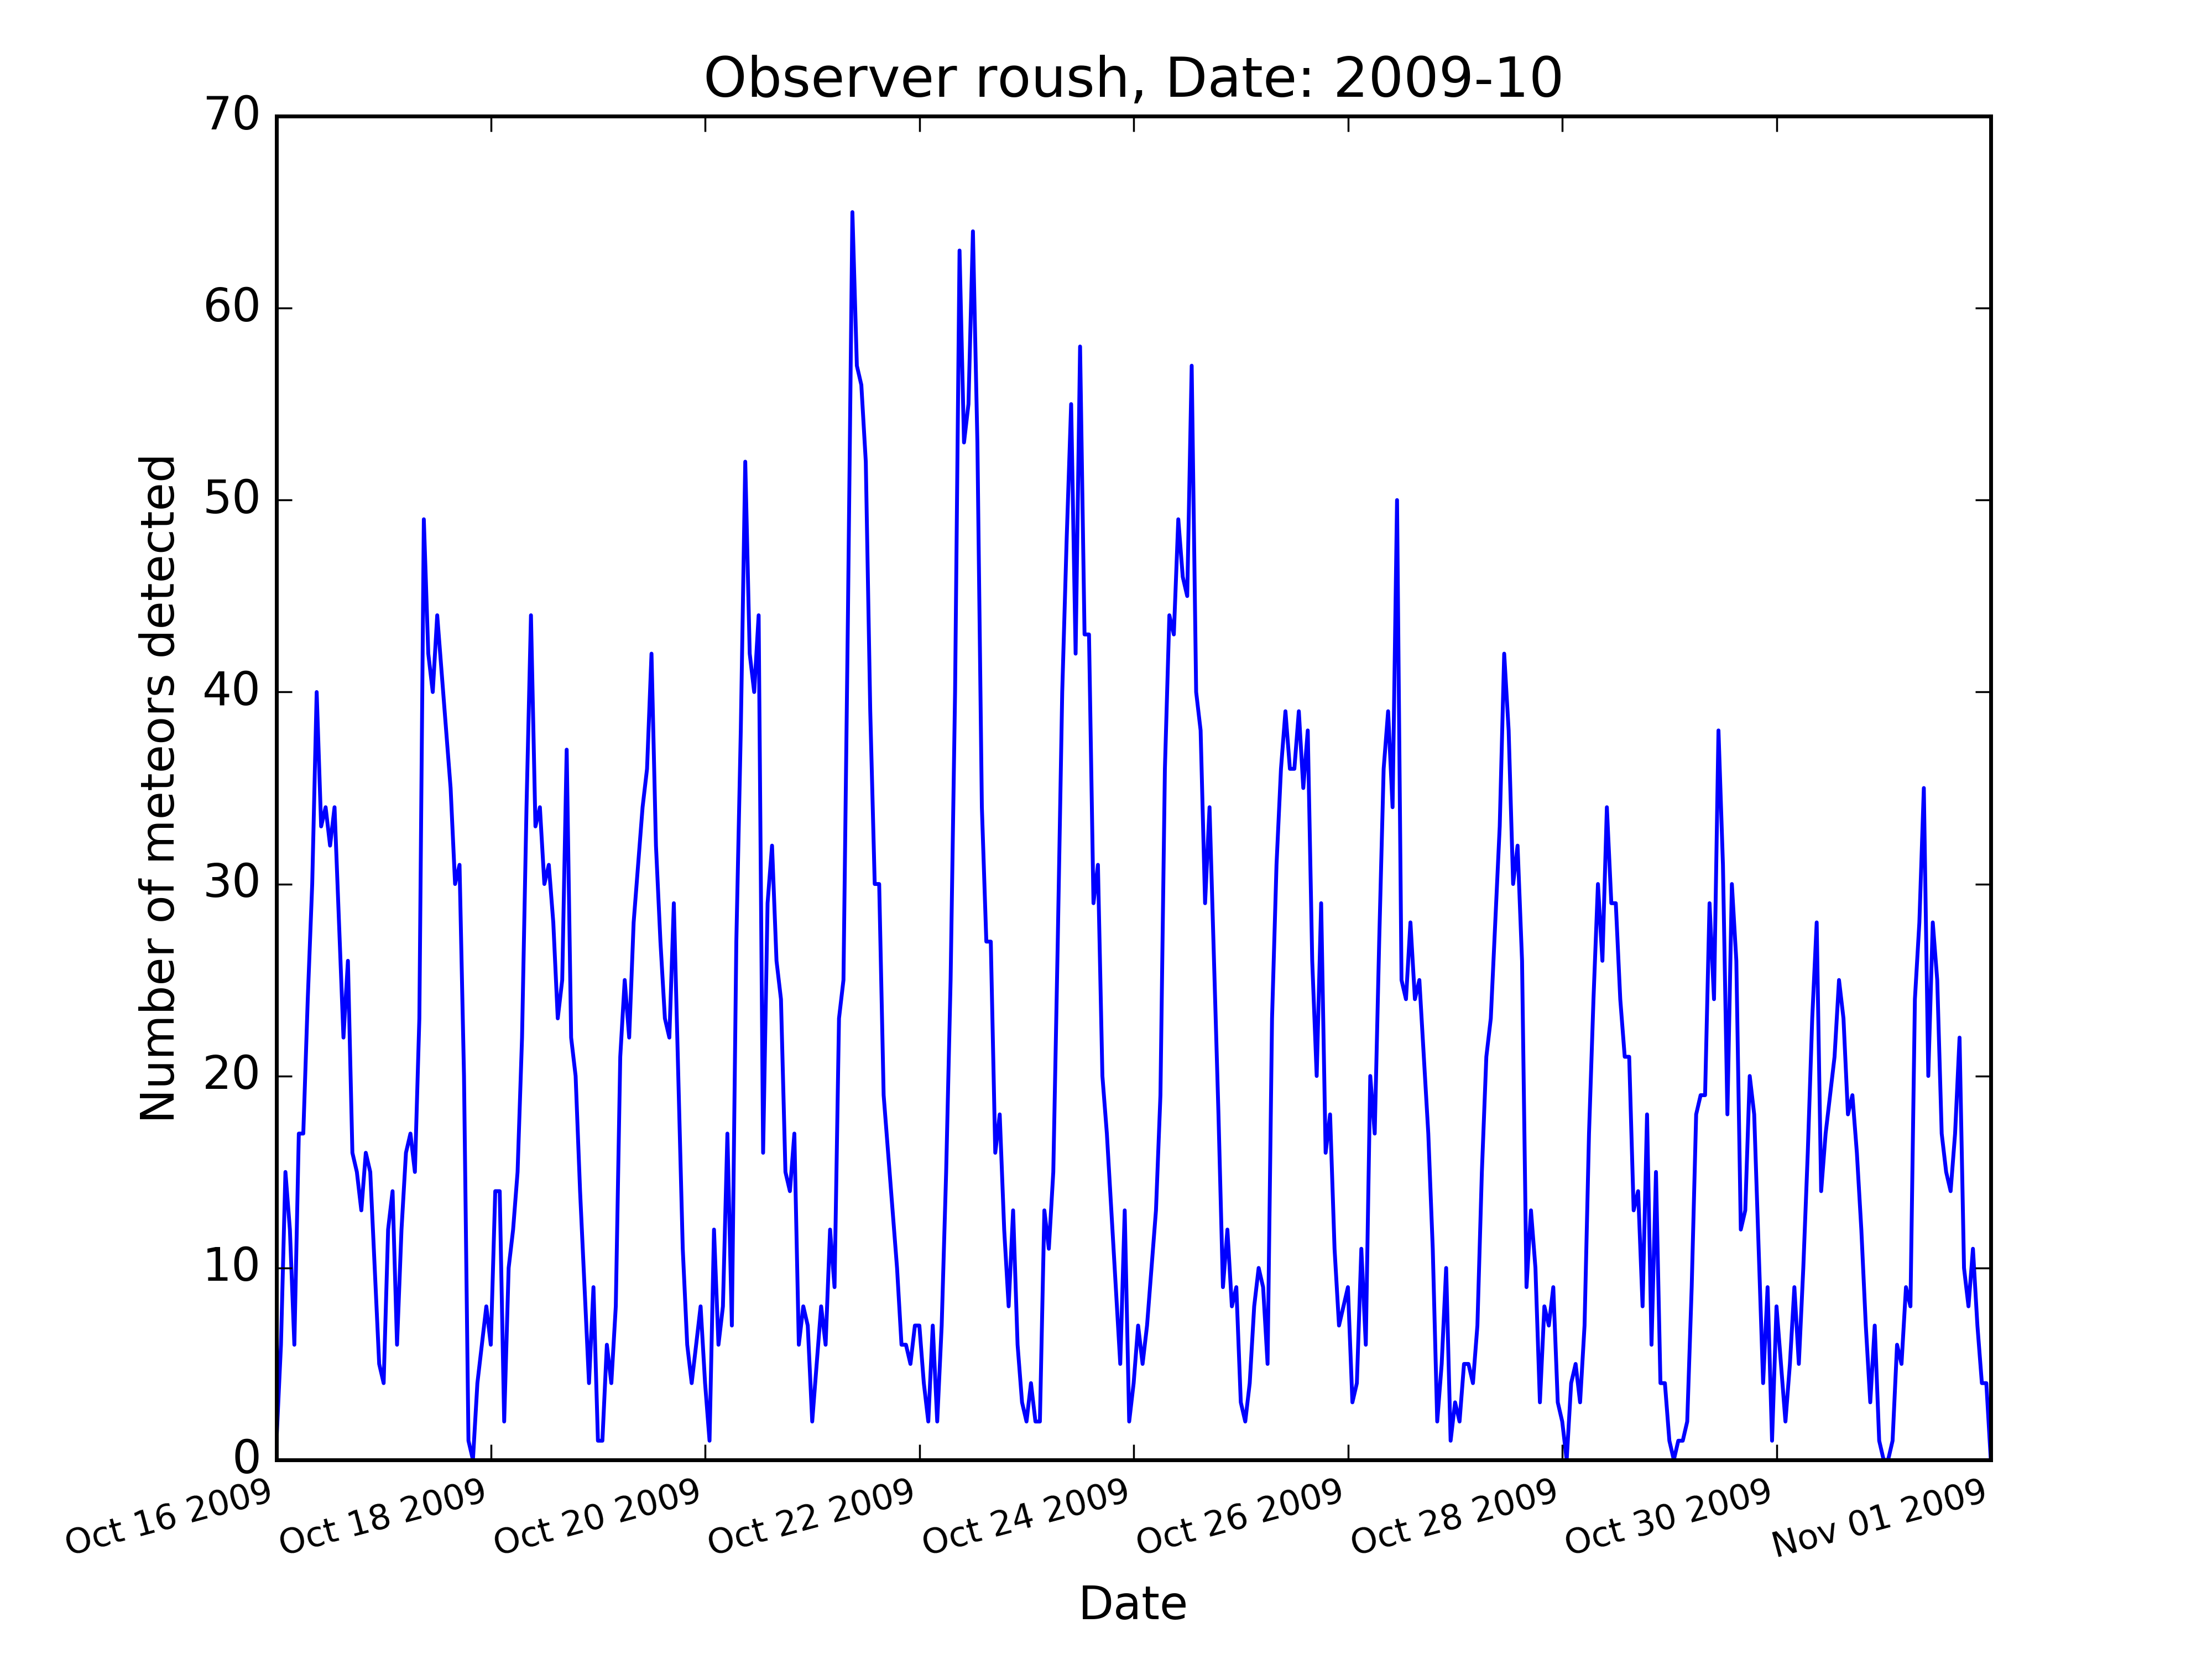 Observer roush, Date: 2009-10
70
60
50
40
30
20
10
0
Number of meteors detected
Oct 16 2009
Oct 18 2009
Oct 20 2009
Oct 22 2009
Oct 24 2009
Oct 26 2009
Oct 28 2009
Oct 30 2009
Nov 01 2009
Date